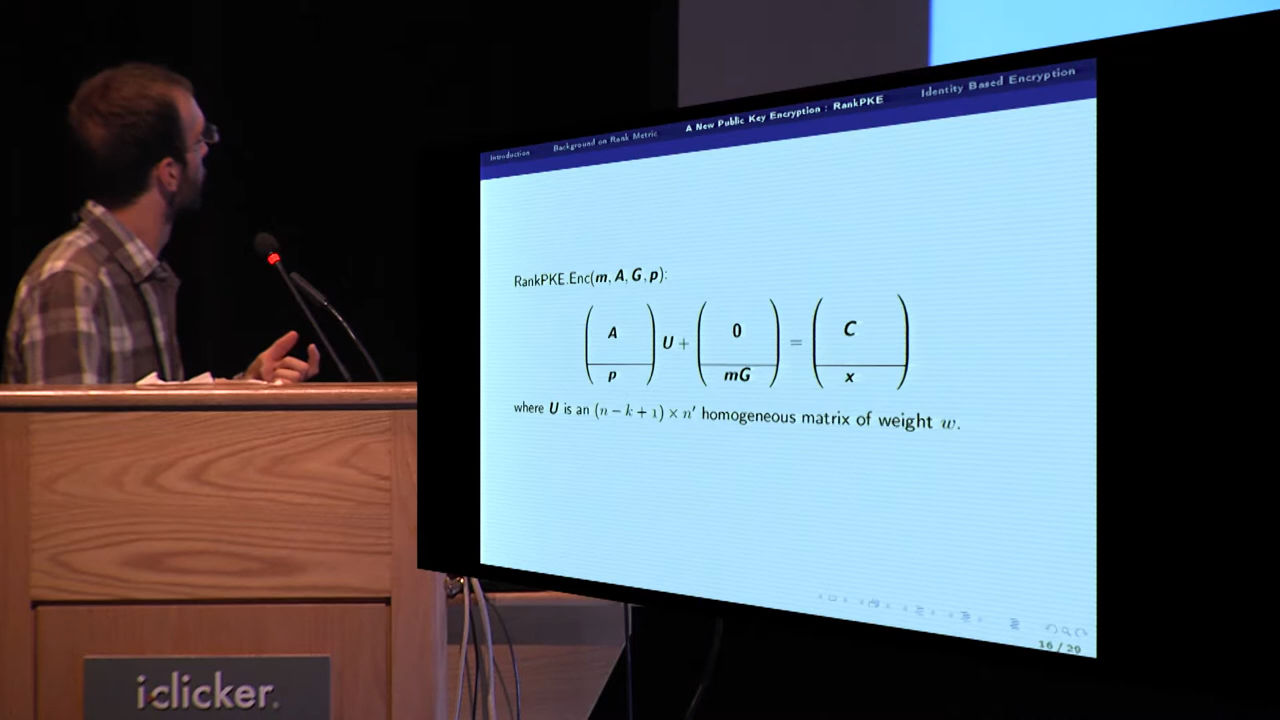 Introduction Background on Rank Metric A New Public Key Encryption : RankPKE Identity Based Encryption
RankPKE.Enc(m, A, G, p):
( A / p ) U + ( 0 / mG ) = ( C / x )
where U is an (n − k + 1) × n′ homogeneous matrix of weight w.
16 / 29
i>clicker.